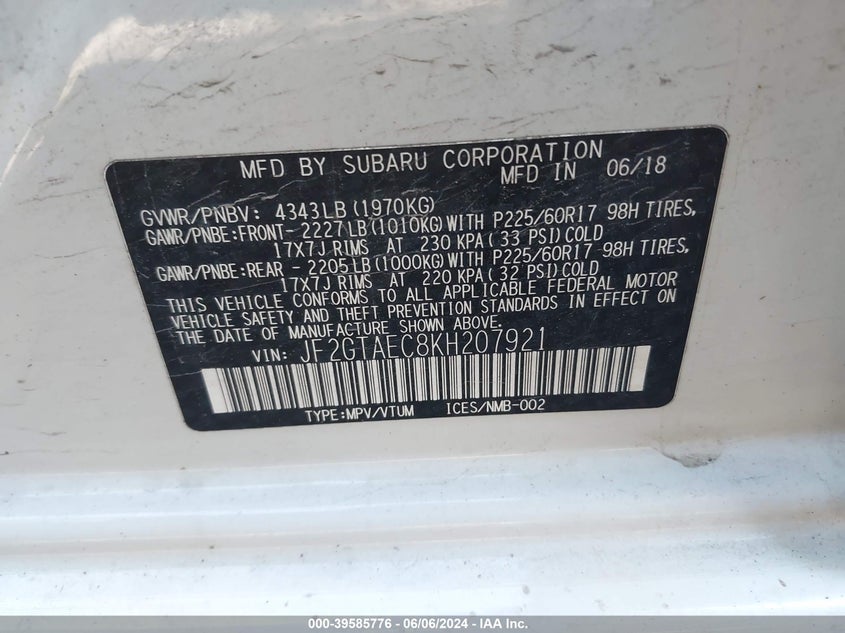 MFD BY SUBARU CORPORATION
MFD IN 06/18
GVWR/PNBV: 4343LB(1970KG)
GAWR/PNBE:FRONT-2227LB(1010KG)WITH P225/60R17 98H TIRES,
17X7J RIMS AT 230 KPA(33 PSI)COLD
GAWR/PNBE:REAR -2205LB(1000KG)WITH P225/60R17 98H TIRES,
17X7J RIMS AT 220 KPA(32 PSI)COLD
THIS VEHICLE CONFORMS TO ALL APPLICABLE FEDERAL MOTOR
VEHICLE SAFETY AND THEFT PREVENTION STANDARDS IN EFFECT ON
THE DATE OF MANUFACTURE SHOWN ABOVE.
VIN: JF2GTAEC8KH207921
TYPE:MPV/VTUM ICES/NMB-002
000-39585776 - 06/06/2024 - IAA Inc.